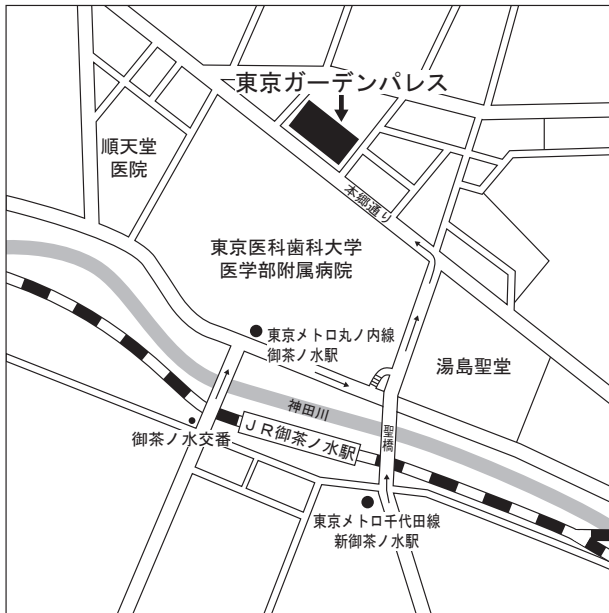 東京ガーデンパレス
順天堂
医院
本郷通り
東京医科歯科大学
医学部附属病院
東京メトロ丸ノ内線
御茶ノ水駅
湯島聖堂
神田川
JR御茶ノ水駅
聖橋
御茶ノ水交番
東京メトロ千代田線
新御茶ノ水駅